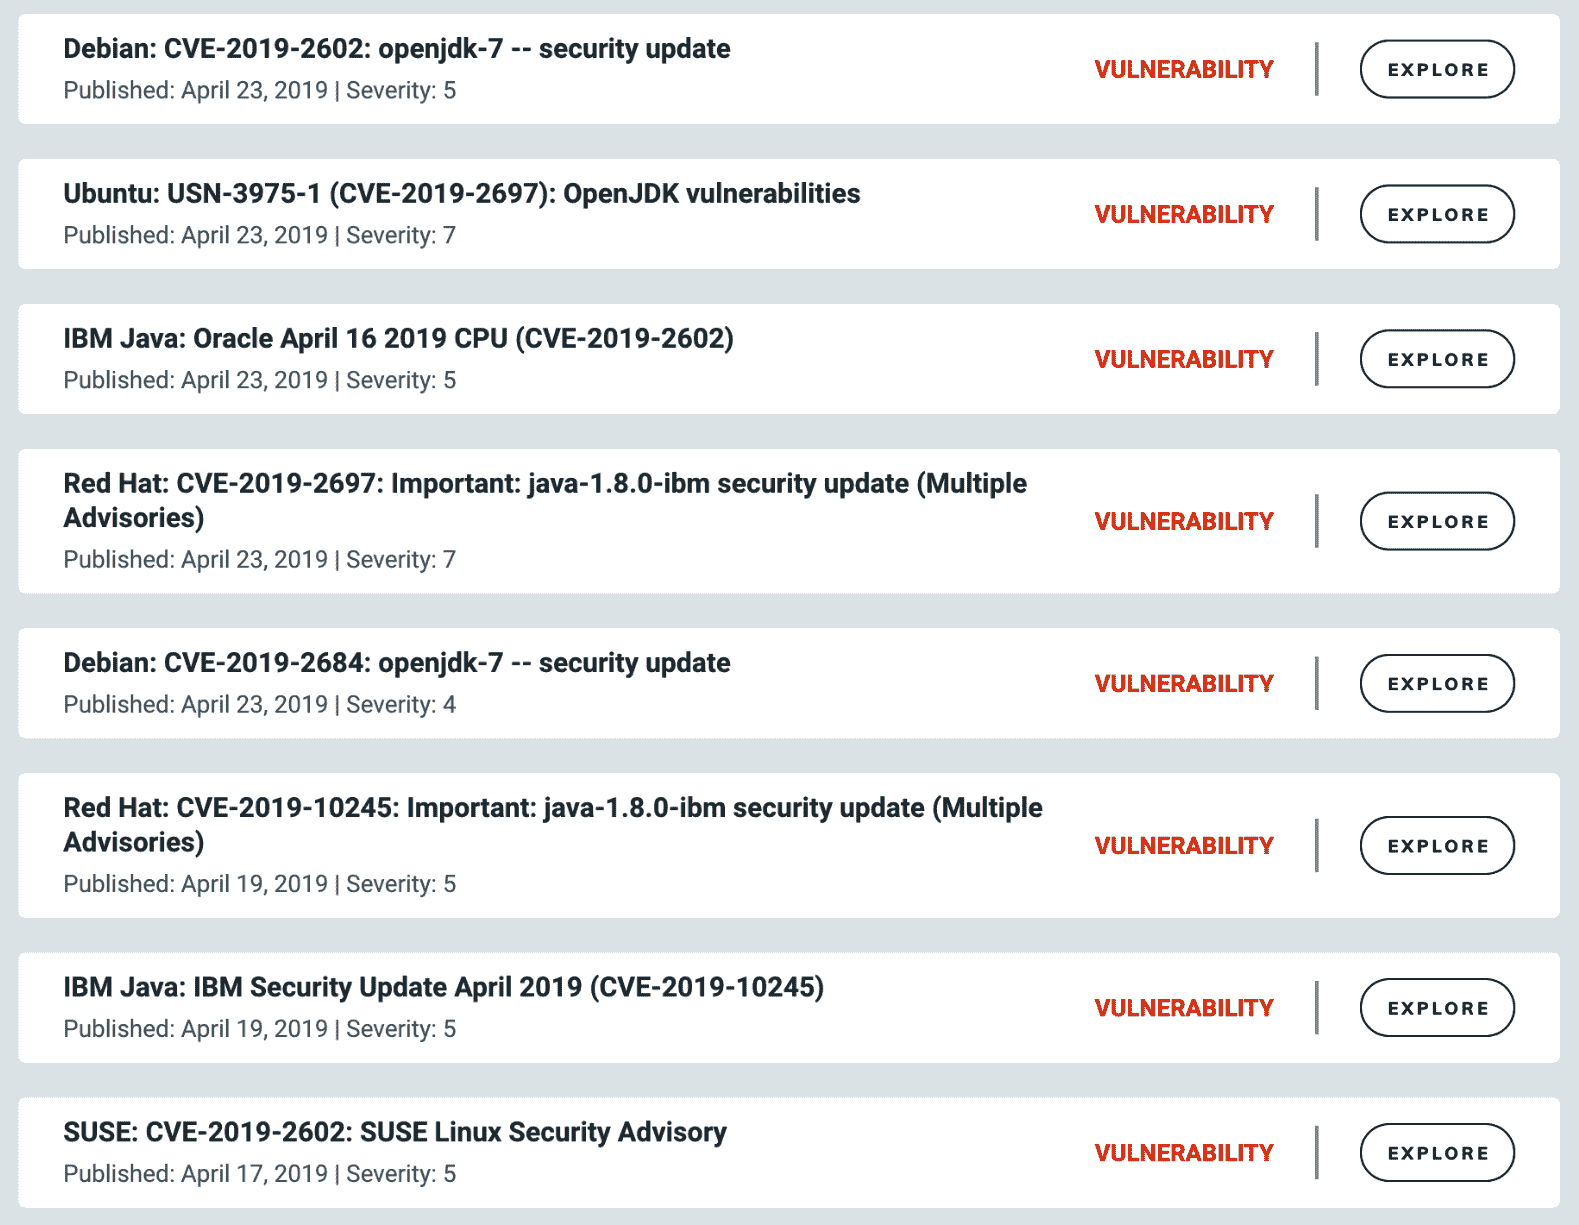 Debian: CVE-2019-2602: openjdk-7 -- security update
Published: April 23, 2019 | Severity: 5
VULNERABILITY
EXPLORE
Ubuntu: USN-3975-1 (CVE-2019-2697): OpenJDK vulnerabilities
Published: April 23, 2019 | Severity: 7
VULNERABILITY
EXPLORE
IBM Java: Oracle April 16 2019 CPU (CVE-2019-2602)
Published: April 23, 2019 | Severity: 5
VULNERABILITY
EXPLORE
Red Hat: CVE-2019-2697: Important: java-1.8.0-ibm security update (Multiple
Advisories)
Published: April 23, 2019 | Severity: 7
VULNERABILITY
EXPLORE
Debian: CVE-2019-2684: openjdk-7 -- security update
Published: April 23, 2019 | Severity: 4
VULNERABILITY
EXPLORE
Red Hat: CVE-2019-10245: Important: java-1.8.0-ibm security update (Multiple
Advisories)
Published: April 19, 2019 | Severity: 5
VULNERABILITY
EXPLORE
IBM Java: IBM Security Update April 2019 (CVE-2019-10245)
Published: April 19, 2019 | Severity: 5
VULNERABILITY
EXPLORE
SUSE: CVE-2019-2602: SUSE Linux Security Advisory
Published: April 17, 2019 | Severity: 5
VULNERABILITY
EXPLORE